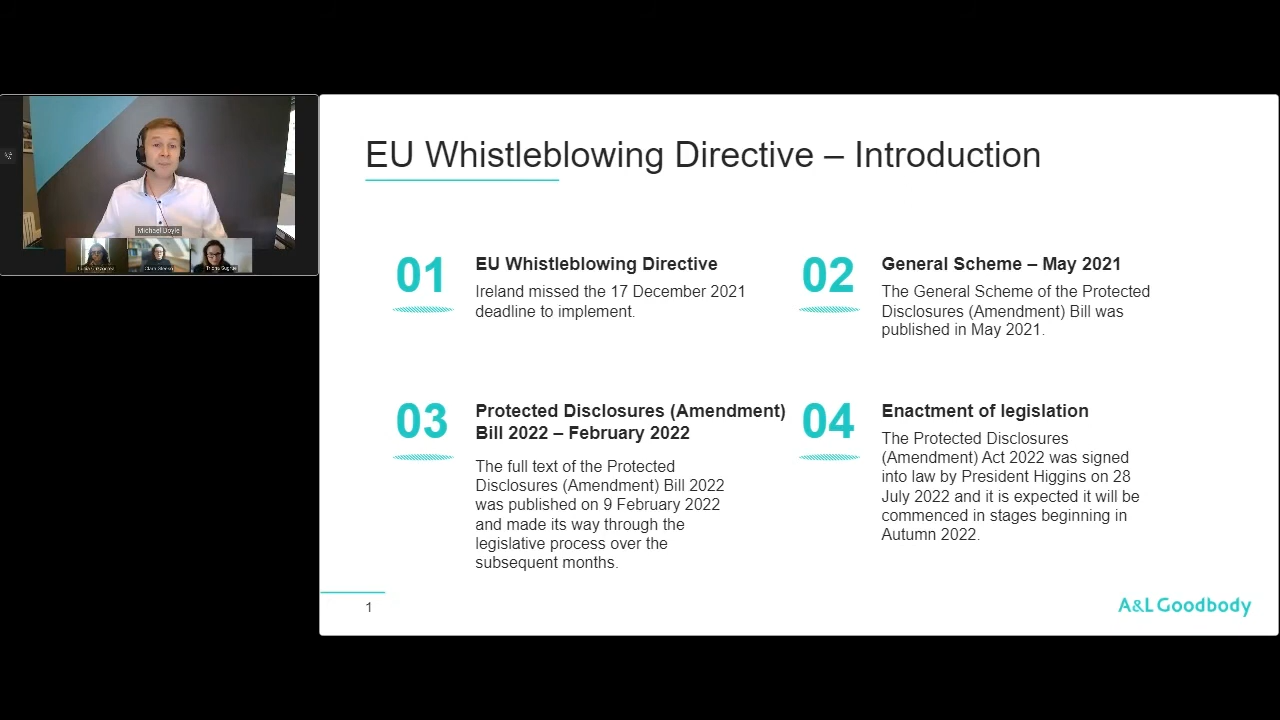 EU Whistleblowing Directive – Introduction
01
EU Whistleblowing Directive
Ireland missed the 17 December 2021
deadline to implement.
02
General Scheme – May 2021
The General Scheme of the Protected
Disclosures (Amendment) Bill was
published in May 2021.
03
Protected Disclosures (Amendment)
Bill 2022 – February 2022
The full text of the Protected
Disclosures (Amendment) Bill 2022
was published on 9 February 2022
and made its way through the
legislative process over the
subsequent months.
04
Enactment of legislation
The Protected Disclosures
(Amendment) Act 2022 was signed
into law by President Higgins on 28
July 2022 and it is expected it will be
commenced in stages beginning in
Autumn 2022.
1
A&L Goodbody
Michael Doyle